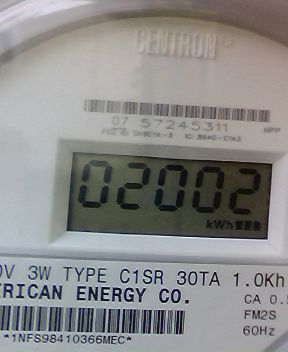 CENTRON®
07 57245311
02002
kWh
0V 3W TYPE C1SR 30TA 1.0Kh
RICAN ENERGY CO.
CA 0.5
FM2S
60Hz
*1NFS98410366MEC*